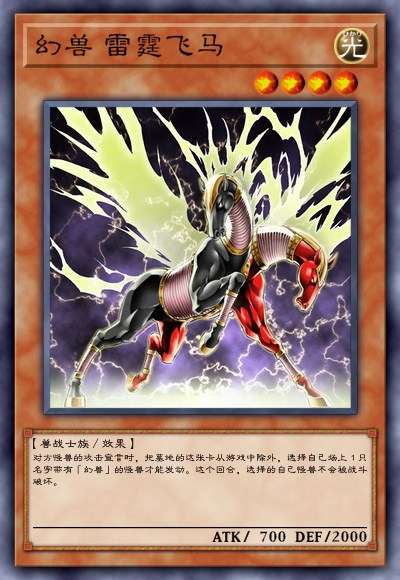 幻兽 雷霆飞马
光
ひかり
【兽战士族／效果】
对方怪兽的攻击宣言时，把墓地的这张卡从游戏中除外，选择自己场上1只
名字带有「幻兽」的怪兽才能发动。这个回合，选择的自己怪兽不会被战斗
破坏。
ATK/ 700 DEF/2000